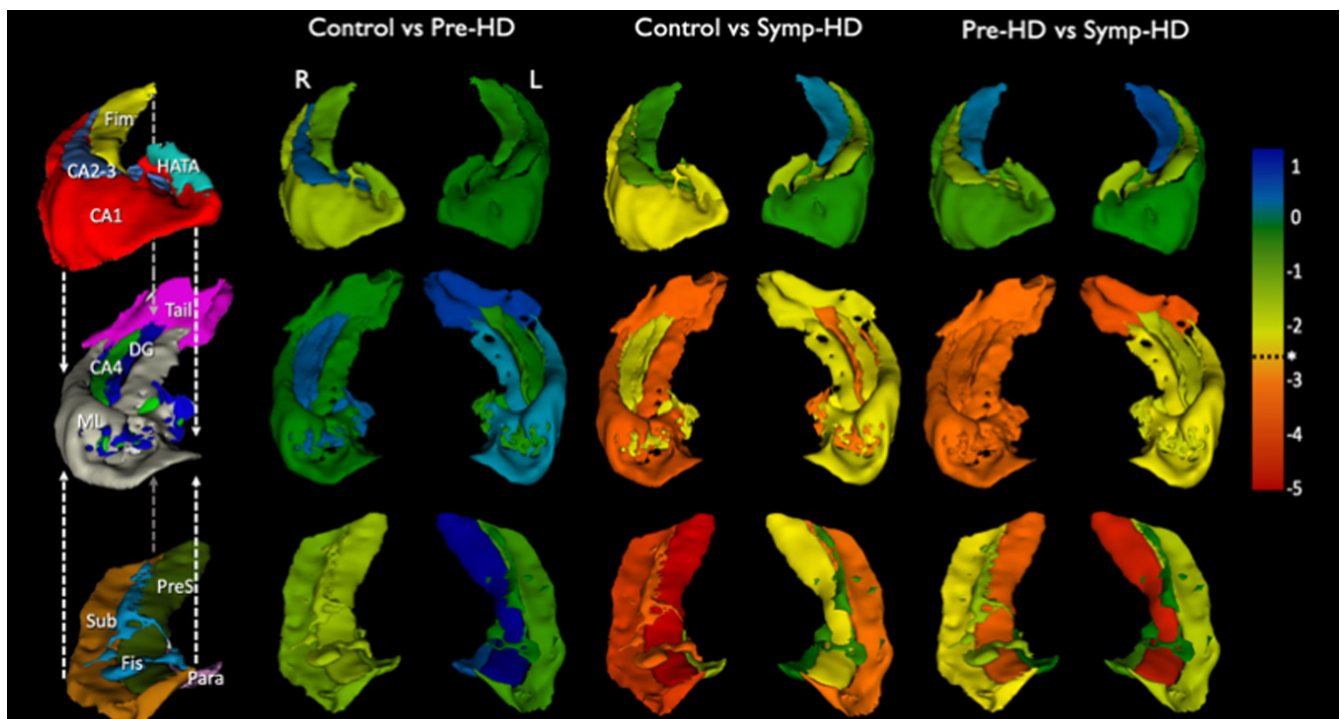 Control vs Pre-HD
Control vs Symp-HD
Pre-HD vs Symp-HD
R
L
Fim
CA2-3
HATA
CA1
Tail
DG
CA4
ML
PreS
Sub
Fis
Para
1
0
-1
-2
*
-3
-4
-5